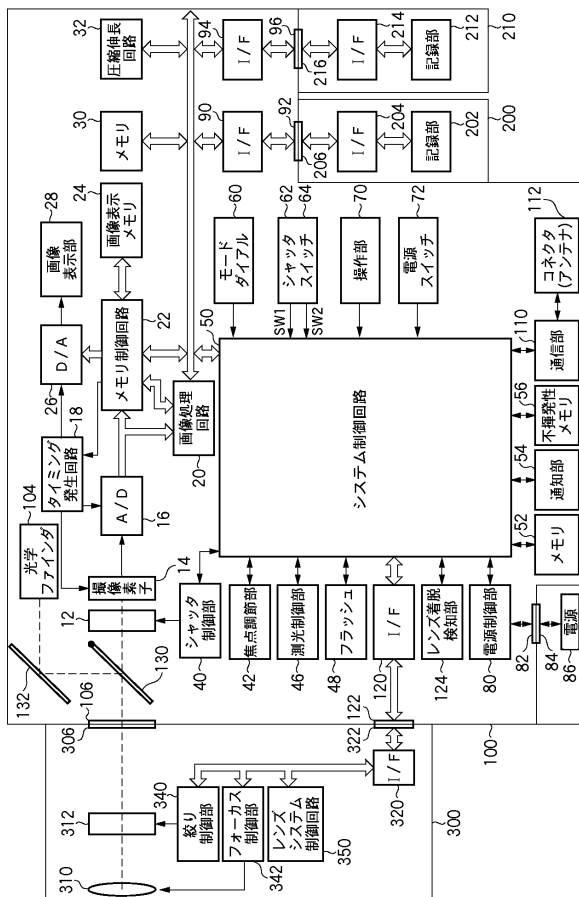 310
312
306
106
132
130
12
14
撮像素子
104
光学
ファインダ
18
タイミング
発生回路
16
A/D
26
D/A
28
画像
表示部
22
メモリ制御回路
24
画像表示
メモリ
20
画像処理
回路
30
メモリ
32
圧縮伸長
回路
90
I/F
94
I/F
92
206
96
216
204
I/F
214
I/F
202
記録部
212
記録部
200
210
340
絞り
制御部
342
フォーカス
制御部
350
レンズ
システム
制御回路
320
I/F
300
322
122
100
40
シャッタ
制御部
42
焦点調節部
46
測光制御部
48
フラッシュ
120
I/F
124
レンズ着脱
検知部
80
電源制御部
82
84
86
電源
50
システム制御回路
60
モード
ダイアル
62
64
シャッタ
スイッチ
SW1
SW2
70
操作部
72
電源
スイッチ
52
メモリ
54
通知部
56
不揮発性
メモリ
110
通信部
112
コネクタ
(アンテナ)